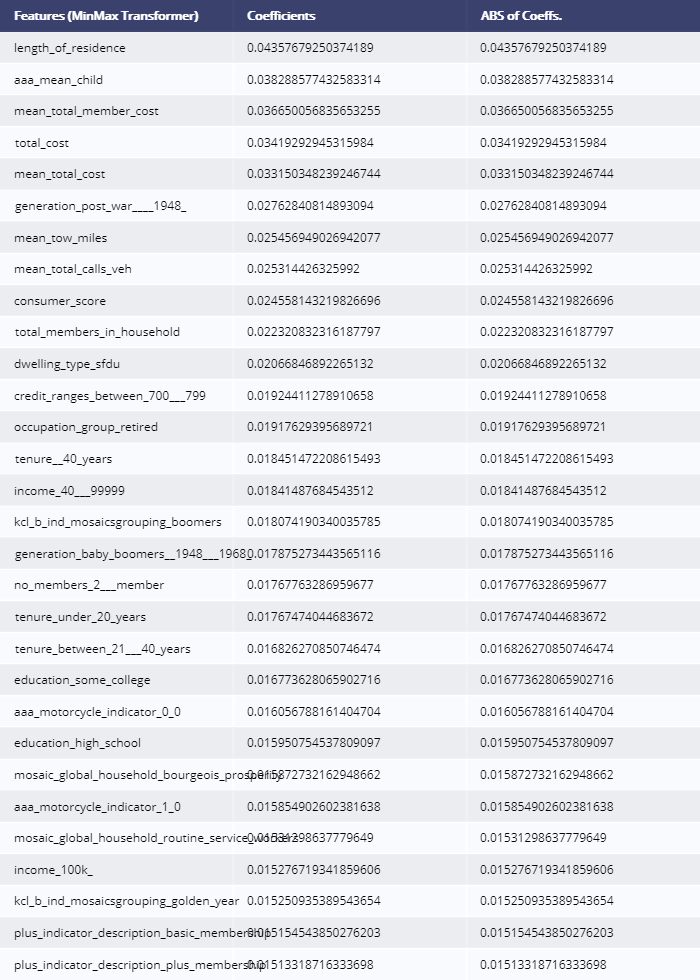 Features (MinMax Transformer) Coefficients ABS of Coeffs.
length_of_residence 0.04357679250374189 0.04357679250374189
aaa_mean_child 0.038288577432583314 0.038288577432583314
mean_total_member_cost 0.036650056835653255 0.036650056835653255
total_cost 0.03419292945315984 0.03419292945315984
mean_total_cost 0.033150348239246744 0.033150348239246744
generation_post_war____1948_ 0.02762840814893094 0.02762840814893094
mean_tow_miles 0.025456949026942077 0.025456949026942077
mean_total_calls_veh 0.025314426325992 0.025314426325992
consumer_score 0.024558143219826696 0.024558143219826696
total_members_in_household 0.022320832316187797 0.022320832316187797
dwelling_type_sfdu 0.02066846892265132 0.02066846892265132
credit_ranges_between_700___799 0.01924411278910658 0.01924411278910658
occupation_group_retired 0.01917629395689721 0.01917629395689721
tenure__40_years 0.018451472208615493 0.018451472208615493
income_40___99999 0.01841487684543512 0.01841487684543512
kcl_b_ind_mosaicsgrouping_boomers 0.018074190340035785 0.018074190340035785
generation_baby_boomers__1948___1968_ 0.017875273443565116 0.017875273443565116
no_members_2___member 0.01767763286959677 0.01767763286959677
tenure_under_20_years 0.01767474044683672 0.01767474044683672
tenure_between_21___40_years 0.016826270850746474 0.016826270850746474
education_some_college 0.016773628065902716 0.016773628065902716
aaa_motorcycle_indicator_0_0 0.016056788161404704 0.016056788161404704
education_high_school 0.015950754537809097 0.015950754537809097
mosaic_global_household_bourgeois_prosperity 0.015872732162948662 0.015872732162948662
aaa_motorcycle_indicator_1_0 0.015854902602381638 0.015854902602381638
mosaic_global_household_routine_service_workers 0.01531298637779649 0.01531298637779649
income_100k_ 0.015276719341859606 0.015276719341859606
kcl_b_ind_mosaicsgrouping_golden_year 0.015250935389543654 0.015250935389543654
plus_indicator_description_basic_membership 0.015154543850276203 0.015154543850276203
plus_indicator_description_plus_membership 0.01513318716333698 0.01513318716333698